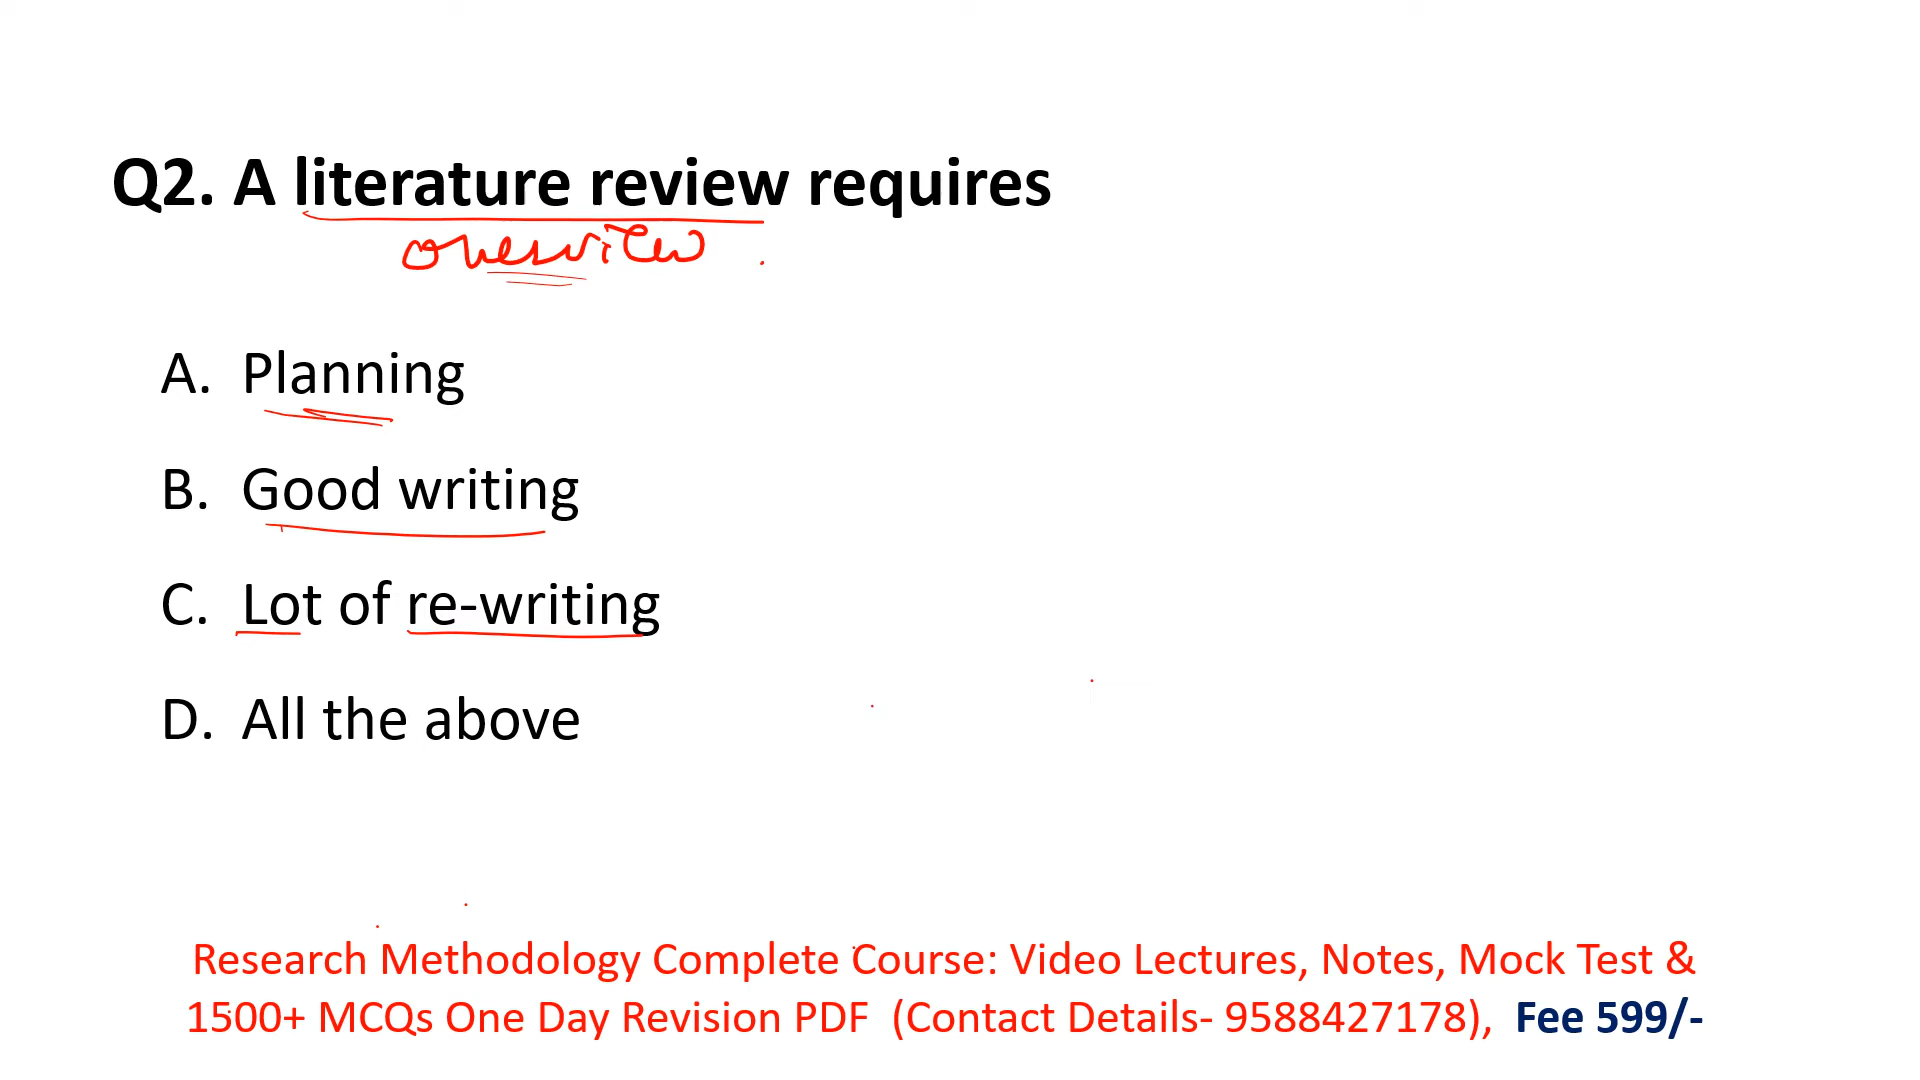 Q2. A literature review requires
overview
A. Planning
B. Good writing
C. Lot of re-writing
D. All the above
Research Methodology Complete Course: Video Lectures, Notes, Mock Test &
1500+ MCQs One Day Revision PDF (Contact Details- 9588427178), Fee 599/-